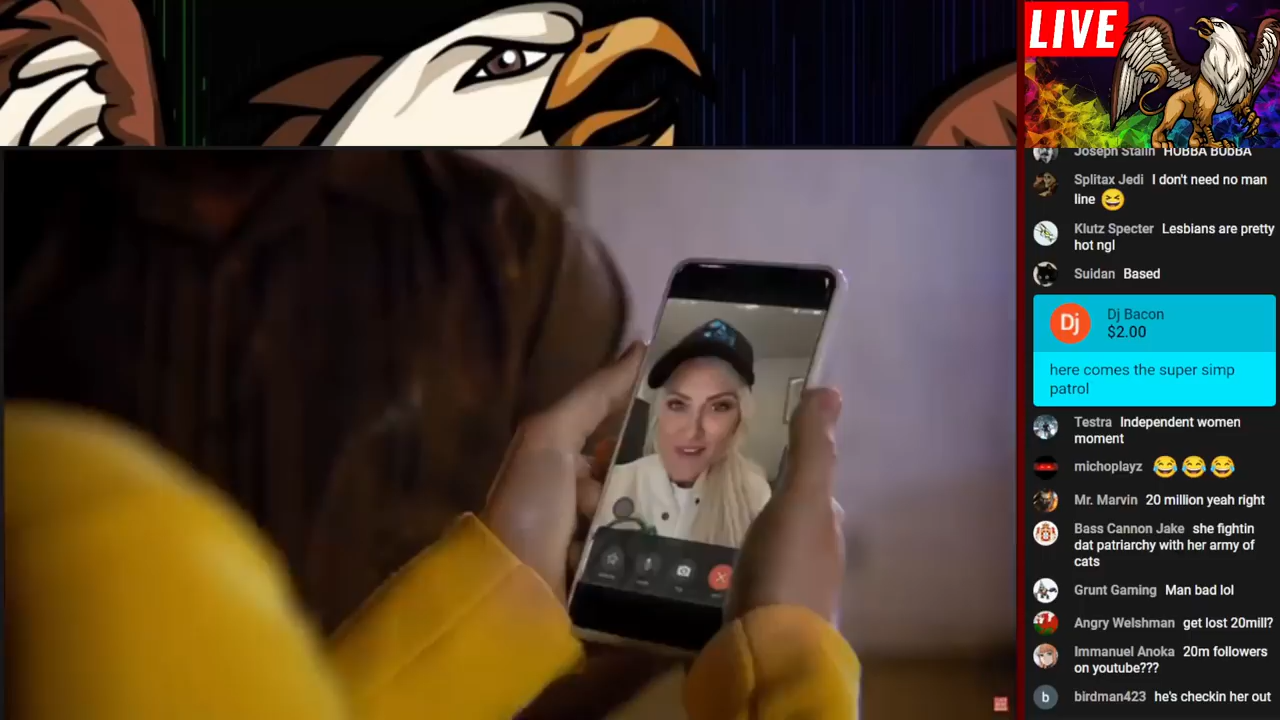 LIVE
Joseph Stalin HUBBA BUBBA
Splitax Jedi I don't need no man
line 😆
Klutz Specter Lesbians are pretty
hot ngl
Suidan Based
Dj
Dj Bacon
$2.00
here comes the super simp
patrol
Testra Independent women
moment
michoplayz 😂😂😂
Mr. Marvin 20 million yeah right
Bass Cannon Jake she fightin
dat patriarchy with her army of
cats
Grunt Gaming Man bad lol
Angry Welshman get lost 20mill?
Immanuel Anoka 20m followers
on youtube???
b
birdman423 he's checkin her out